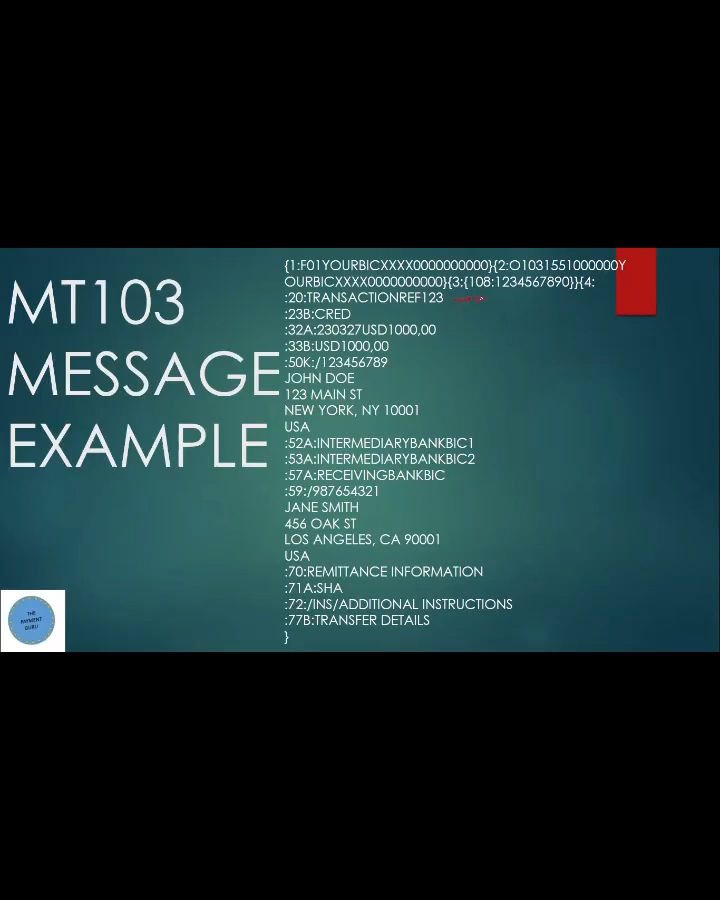 MT103
MESSAGE
EXAMPLE
{1:F01YOURBICXXXX0000000000}{2:O1031551000000Y
OURBICXXXX0000000000}{3:{108:1234567890}}{4:
:20:TRANSACTIONREF123
:23B:CRED
:32A:230327USD1000,00
:33B:USD1000,00
:50K:/123456789
JOHN DOE
123 MAIN ST
NEW YORK, NY 10001
USA
:52A:INTERMEDIARYBANKBIC1
:53A:INTERMEDIARYBANKBIC2
:57A:RECEIVINGBANKBIC
:59:/987654321
JANE SMITH
456 OAK ST
LOS ANGELES, CA 90001
USA
:70:REMITTANCE INFORMATION
:71A:SHA
:72:/INS/ADDITIONAL INSTRUCTIONS
:77B:TRANSFER DETAILS
}
THE
PAYMENT
GURU